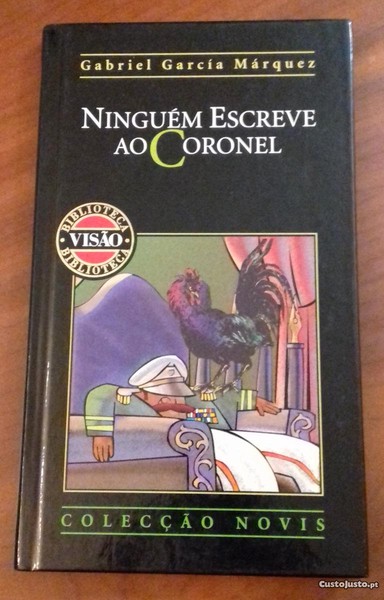 Gabriel García Márquez
NINGUÉM ESCREVE
AO CORONEL
BIBLIOTECA
VISÃO
BIBLIOTECA
COLECÇÃO NOVIS
CustoJusto.pt